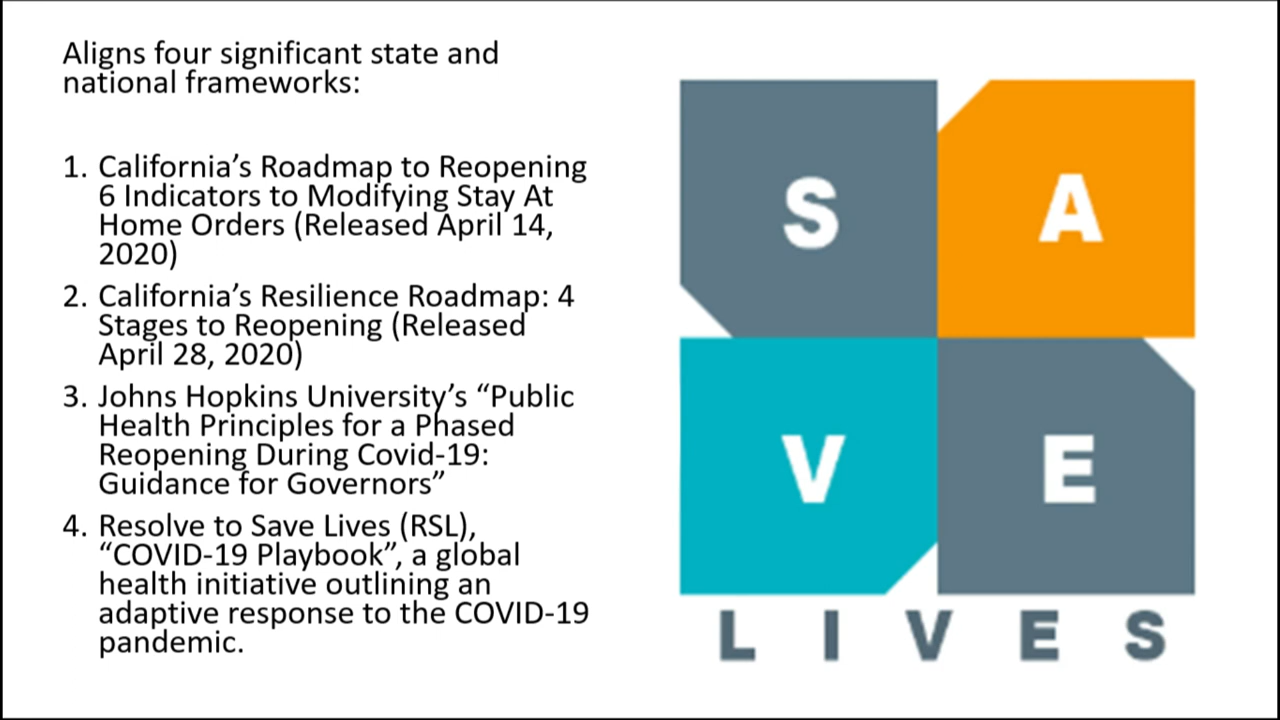 Aligns four significant state and
national frameworks:
1. California’s Roadmap to Reopening
6 Indicators to Modifying Stay At
Home Orders (Released April 14,
2020)
2. California’s Resilience Roadmap: 4
Stages to Reopening (Released
April 28, 2020)
3. Johns Hopkins University’s “Public
Health Principles for a Phased
Reopening During Covid-19:
Guidance for Governors”
4. Resolve to Save Lives (RSL),
“COVID-19 Playbook”, a global
health initiative outlining an
adaptive response to the COVID-19
pandemic.
S A
V E
LIVES